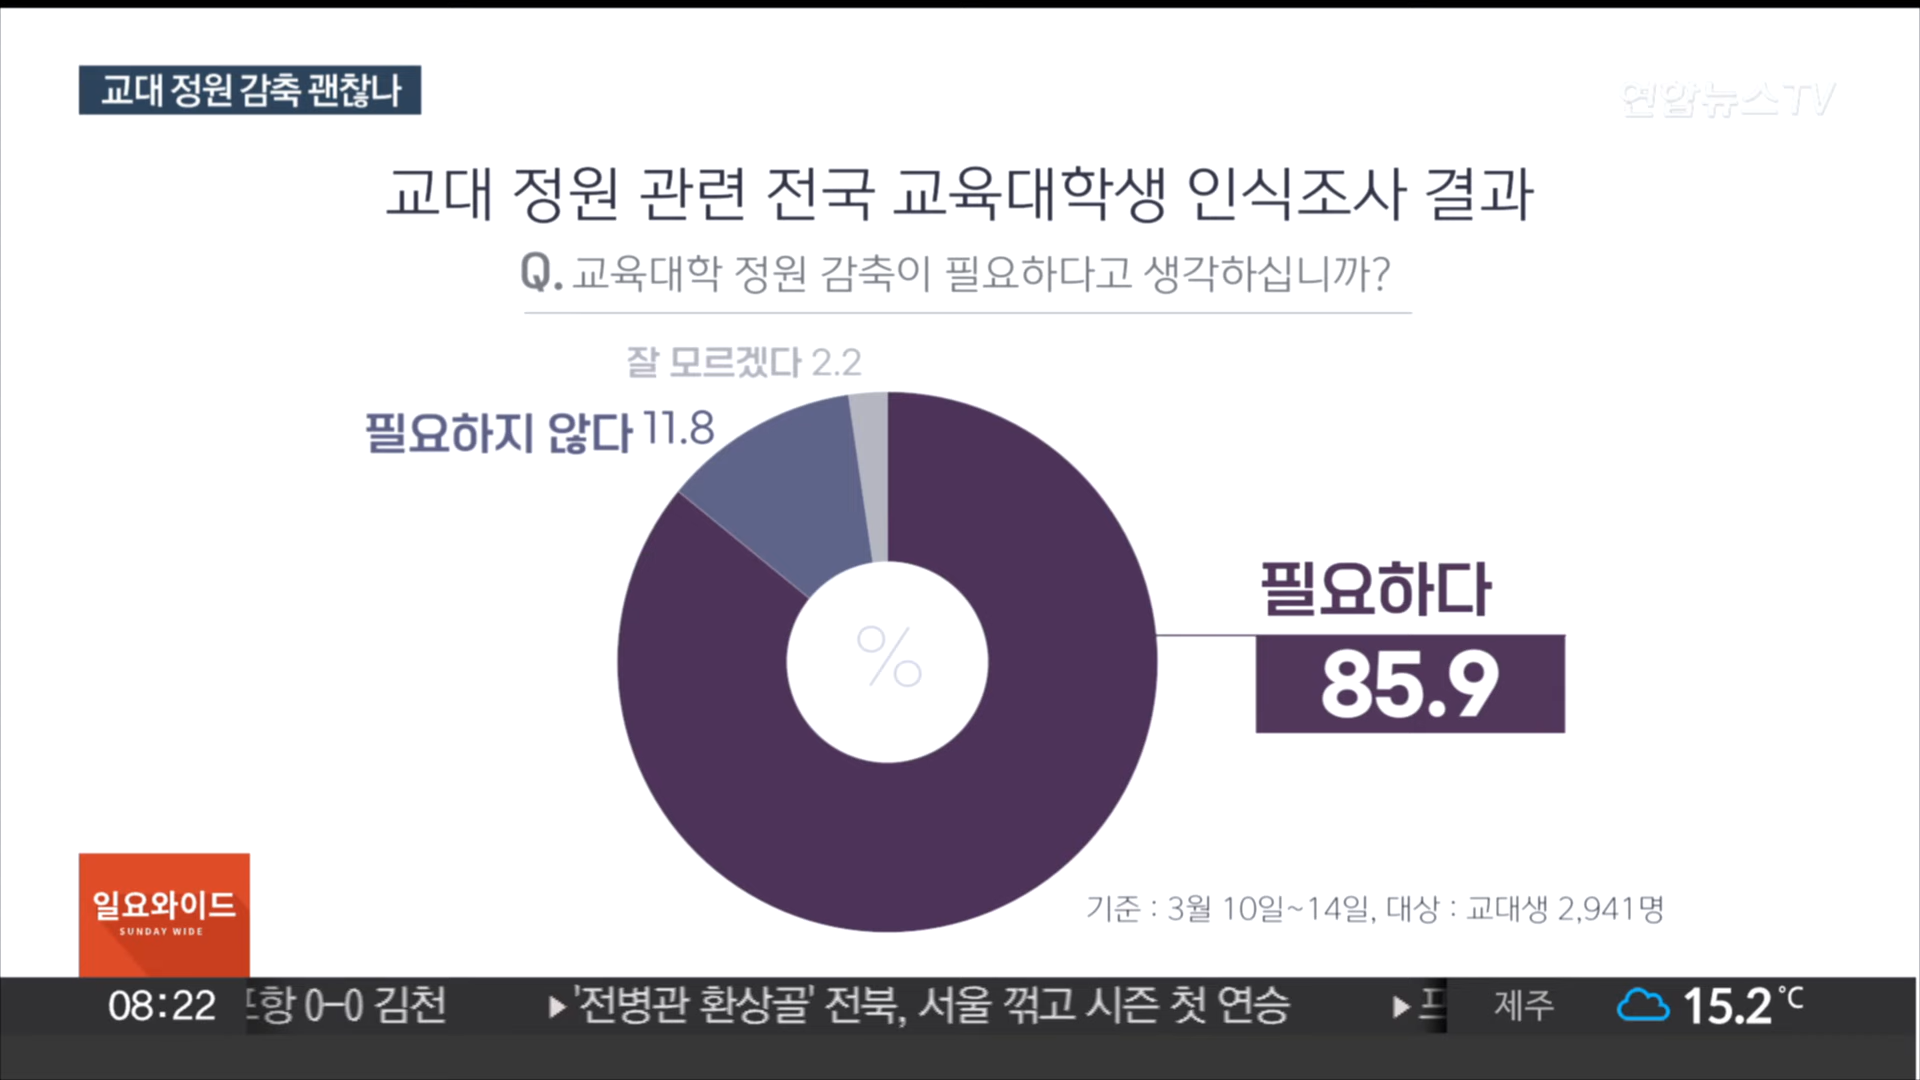 교대 정원 감축 괜찮나
연합뉴스TV
교대 정원 관련 전국 교육대학생 인식조사 결과
Q. 교육대학 정원 감축이 필요하다고 생각하십니까?
잘 모르겠다 2.2
필요하지 않다 11.8
%
필요하다
85.9
기준 : 3월 10일~14일, 대상 : 교대생 2,941명
일요와이드
SUNDAY WIDE
08:22 0-0 김천 ▶'전병관 환상골' 전북, 서울 꺾고 시즌 첫 연승 ▶ 제주 15.2°C